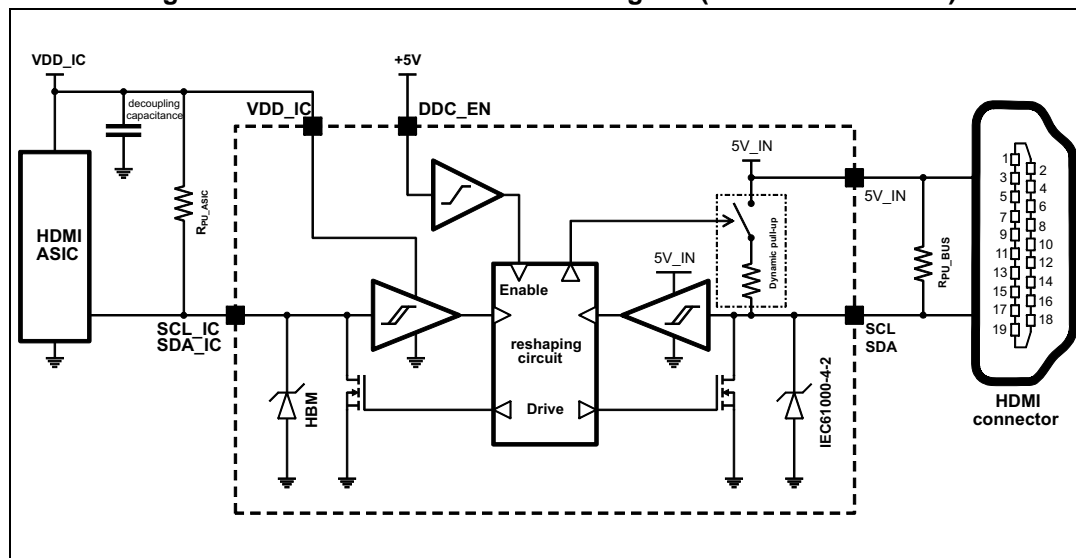 VDD_IC
+5V
decoupling
capacitance
VDD_IC
DDC_EN
R_PU_ASIC
HDMI
ASIC
5V_IN
5V_IN
Dynamic pull-up
R_PU_BUS
5V_IN
Enable
reshaping
circuit
Drive
SCL_IC
SDA_IC
SCL
SDA
HBM
IEC61000-4-2
1
2
3
4
5
6
7
8
9
10
11
12
13
14
15
16
17
18
19
HDMI
connector